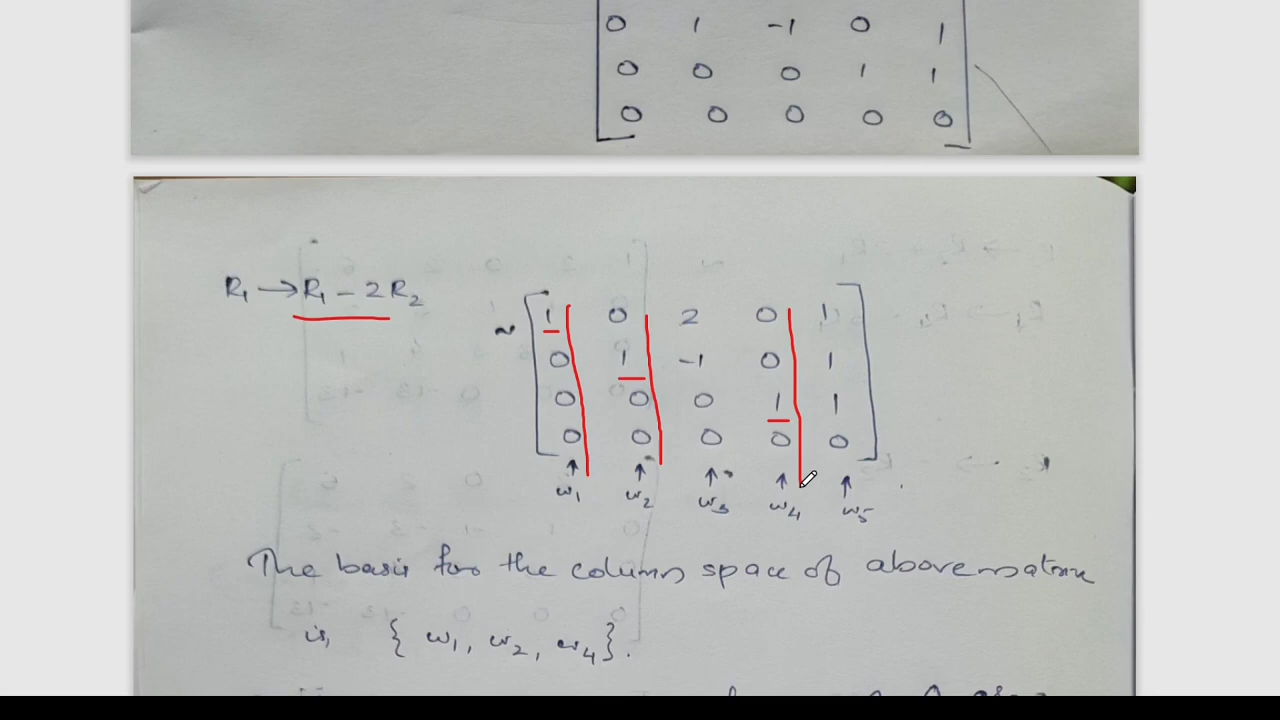 0 1 -1 0 1
0 0 0 1 1
0 0 0 0 0
R₁ → R₁ - 2R₂
~ 1 0 2 0 1
0 1 -1 0 1
0 0 0 1 1
0 0 0 0 0
↑ ↑ ↑ ↑ ↑
w₁ w₂ w₃ w₄ w₅
The basis for the column space of above matrix
is, { w₁, w₂, w₄}.